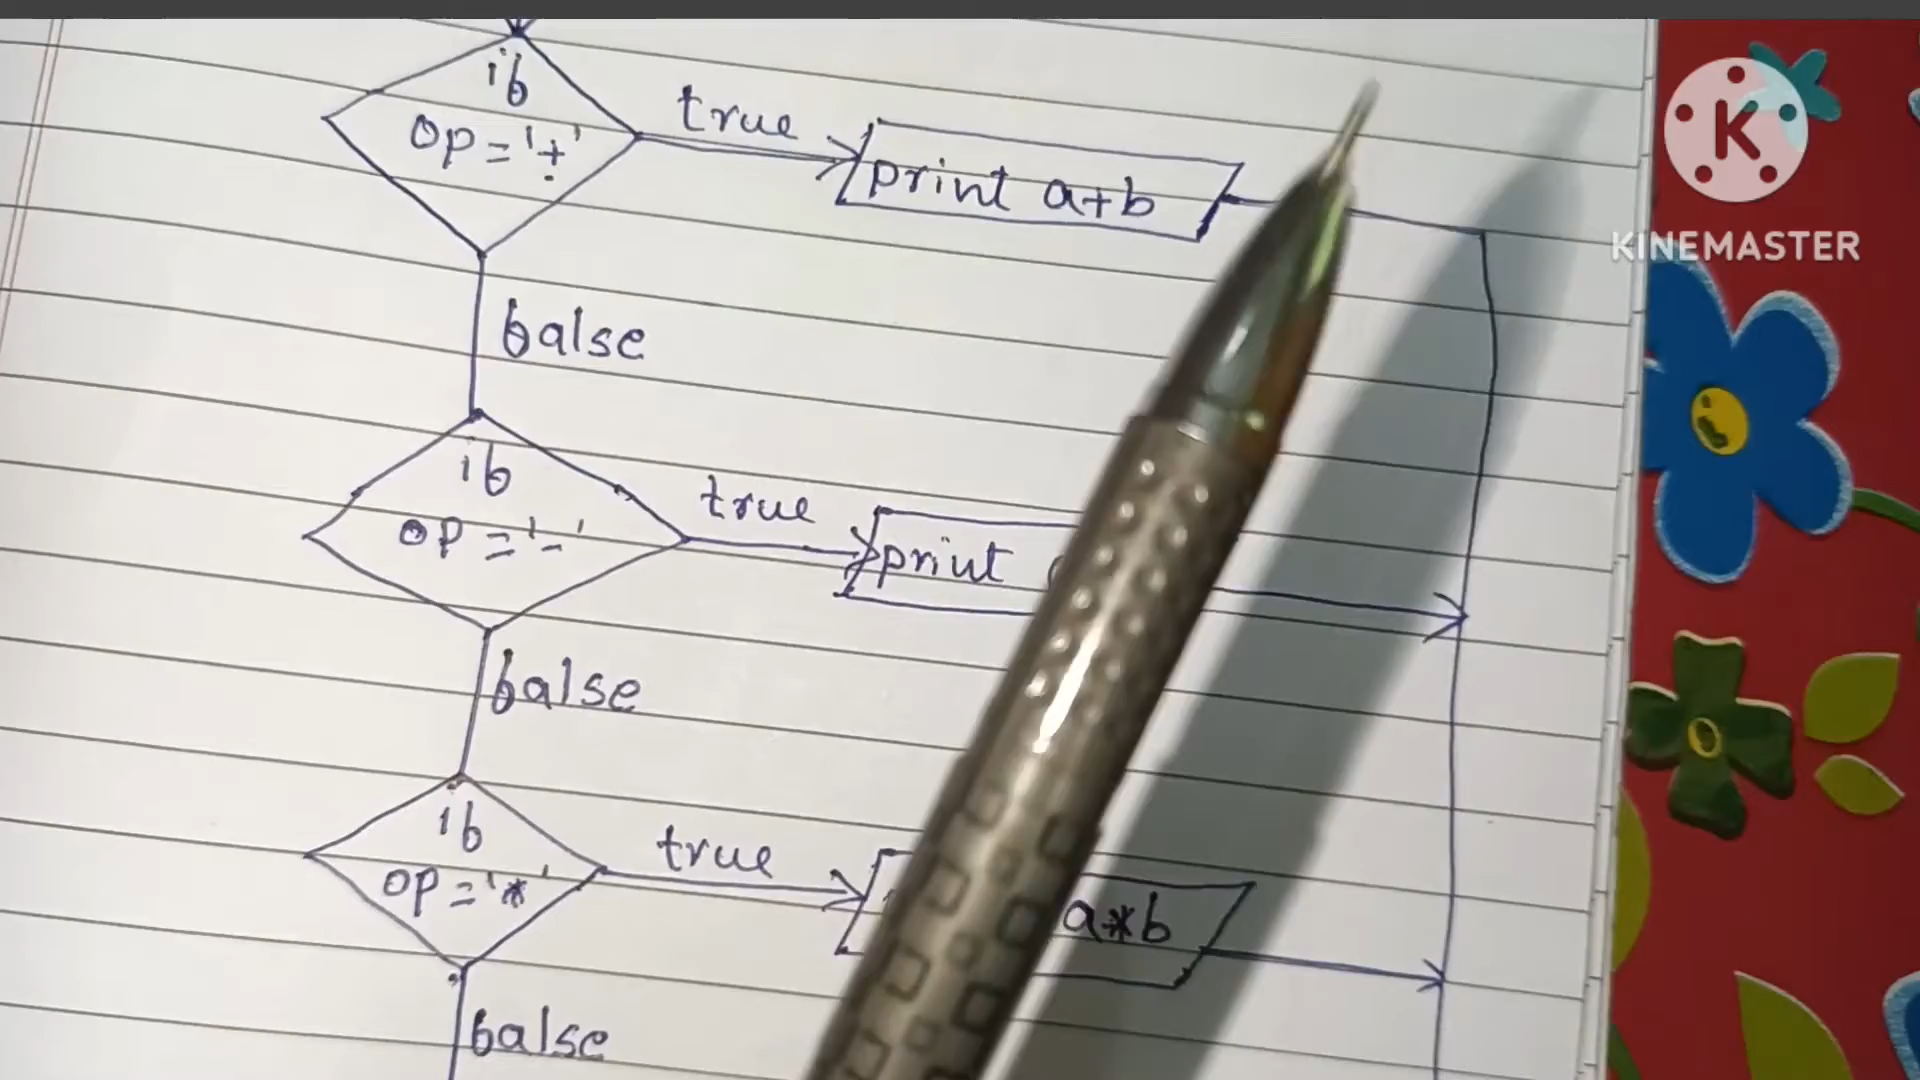 if
op='+'
true
print a+b
K
KINEMASTER
false
if
op='-'
true
print
false
if
op='*'
true
a*b
false